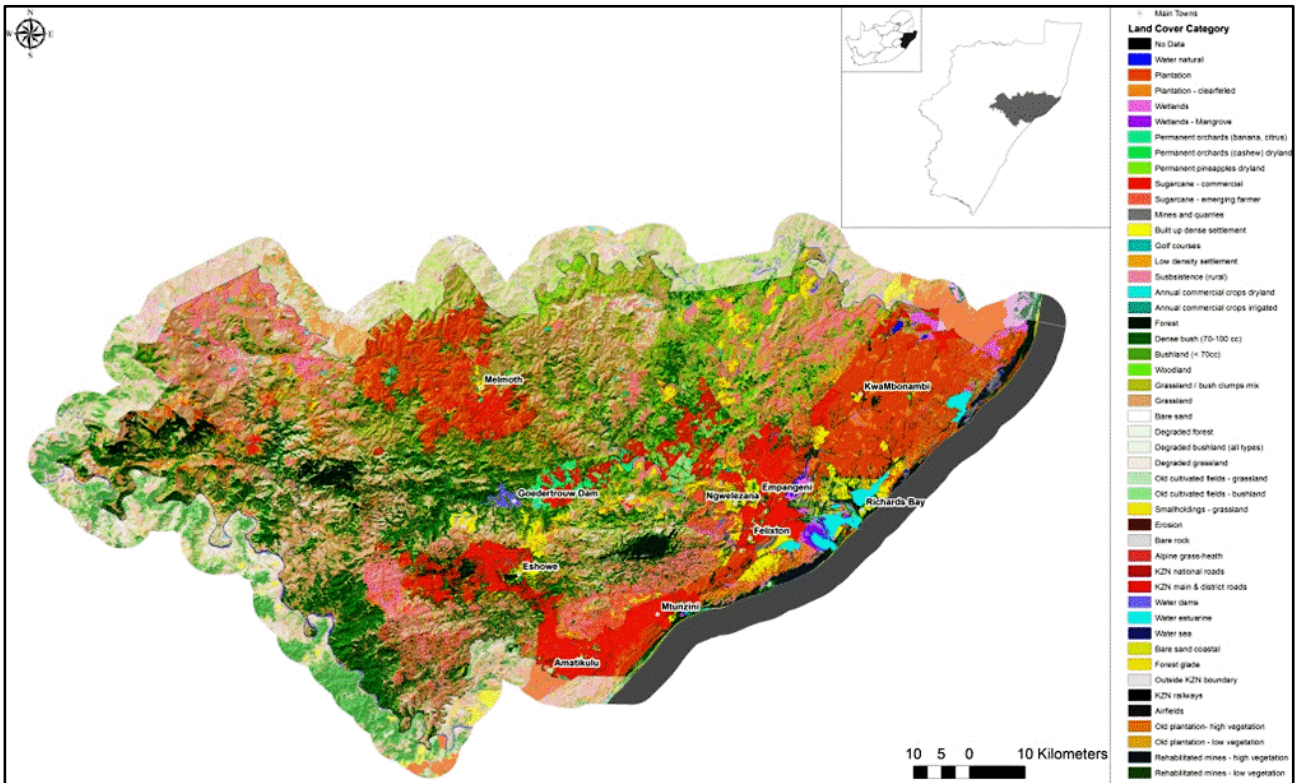 N
W
E
S
Main Towns
Land Cover Category
No Data
Water natural
Plantation
Plantation - clearfelled
Wetlands
Wetlands - Mangrove
Permanent orchards (banana, citrus)
Permanent orchards (cashew) dryland
Permanent pineapples dryland
Sugarcane - commercial
Sugarcane - emerging farmer
Mines and quarries
Built up dense settlement
Golf courses
Low density settlement
Susbsistence (rural)
Annual commercial crops dryland
Annual commercial crops irrigated
Forest
Dense bush (70-100 cc)
Bushland (< 70cc)
Woodland
Grassland / bush clumps mix
Grassland
Bare sand
Degraded forest
Degraded bushland (all types)
Degraded grassland
Old cultivated fields - grassland
Old cultivated fields - bushland
Smallholdings - grassland
Erosion
Bare rock
Alpine grass-heath
KZN national roads
KZN main & district roads
Water dams
Water estuarine
Water sea
Bare sand coastal
Forest glade
Outside KZN boundary
KZN railways
Airfields
Old plantation- high vegetation
Old plantation - low vegetation
Rehabilitated mines - high vegetation
Rehabilitated mines - low vegetation
Melmoth
KwaMbonambi
Goedertrouw Dam
Ngwelezana
Empangeni
Richards Bay
Felixton
Eshowe
Mtunzini
Amatikulu
10 5 0 10 Kilometers